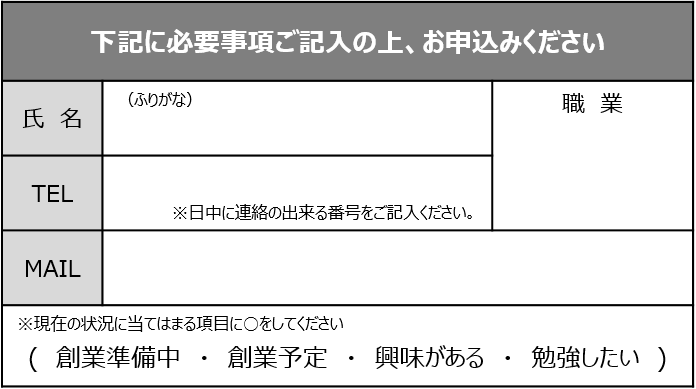 下記に必要事項ご記入の上、お申込みください
氏 名
（ふりがな）
職 業
TEL
※日中に連絡の出来る番号をご記入ください。
MAIL
※現在の状況に当てはまる項目に○をしてください
( 創業準備中 ・ 創業予定 ・ 興味がある ・ 勉強したい )